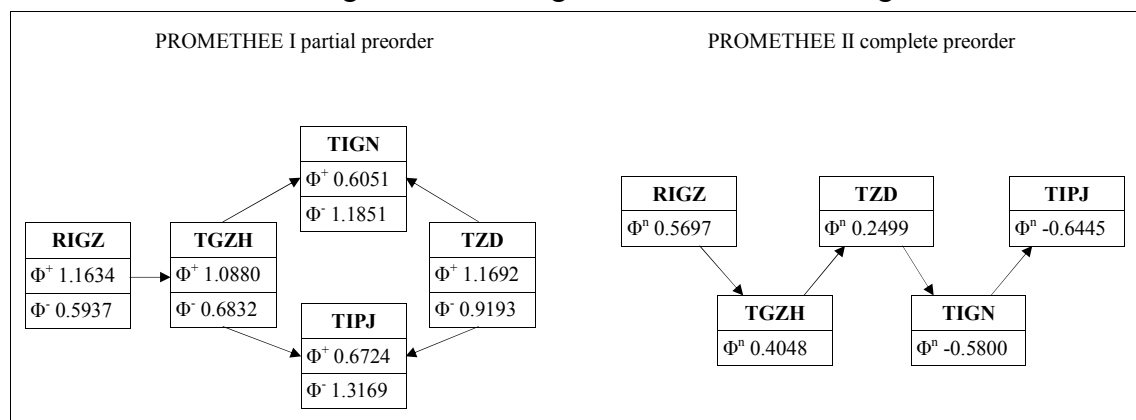 PROMETHEE I partial preorder
PROMETHEE II complete preorder
TIGN
Φ+ 0.6051
Φ- 1.1851
RIGZ
Φ+ 1.1634
Φ- 0.5937
TGZH
Φ+ 1.0880
Φ- 0.6832
TZD
Φ+ 1.1692
Φ- 0.9193
TIPJ
Φ+ 0.6724
Φ- 1.3169
RIGZ
Φn 0.5697
TZD
Φn 0.2499
TIPJ
Φn -0.6445
TGZH
Φn 0.4048
TIGN
Φn -0.5800